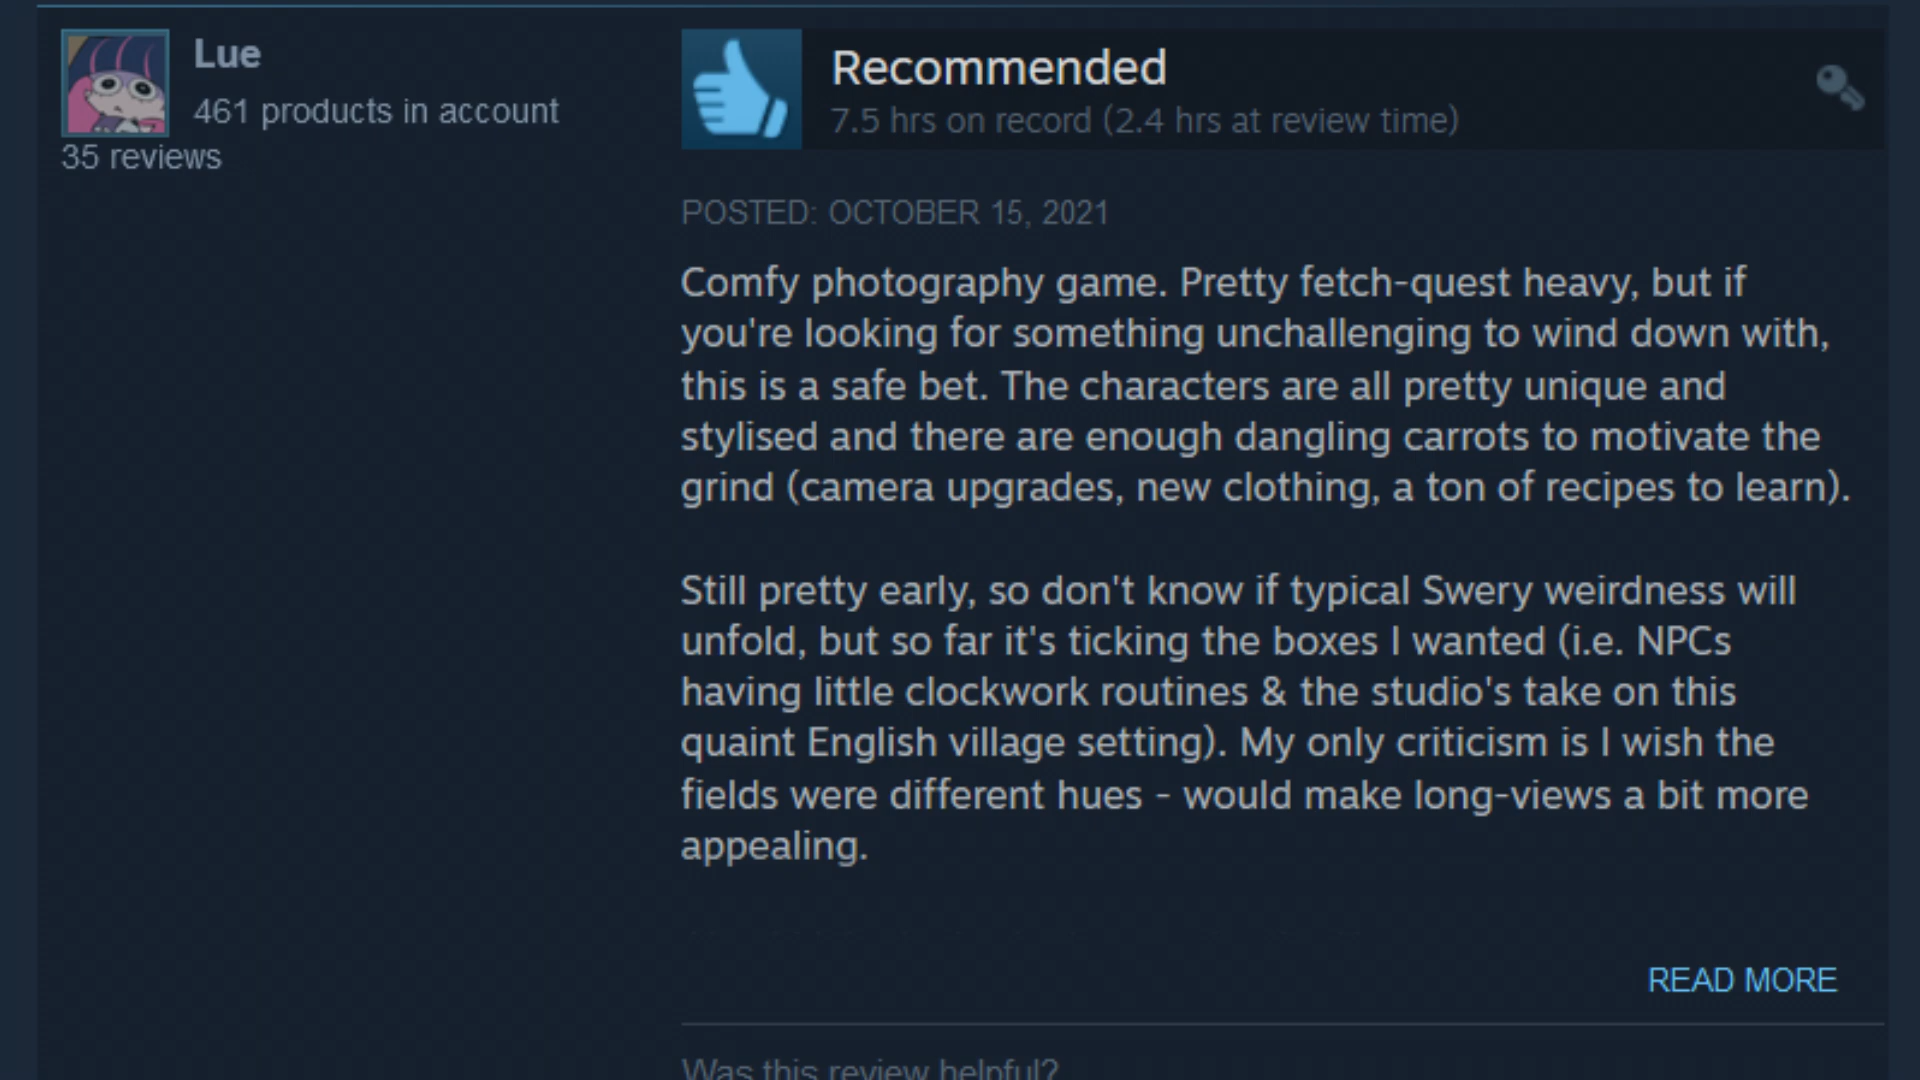 Lue
461 products in account
35 reviews
Recommended
7.5 hrs on record (2.4 hrs at review time)
POSTED: OCTOBER 15, 2021
Comfy photography game. Pretty fetch-quest heavy, but if
you're looking for something unchallenging to wind down with,
this is a safe bet. The characters are all pretty unique and
stylised and there are enough dangling carrots to motivate the
grind (camera upgrades, new clothing, a ton of recipes to learn).
Still pretty early, so don't know if typical Swery weirdness will
unfold, but so far it's ticking the boxes I wanted (i.e. NPCs
having little clockwork routines & the studio's take on this
quaint English village setting). My only criticism is I wish the
fields were different hues - would make long-views a bit more
appealing.
READ MORE
Was this review helpful?